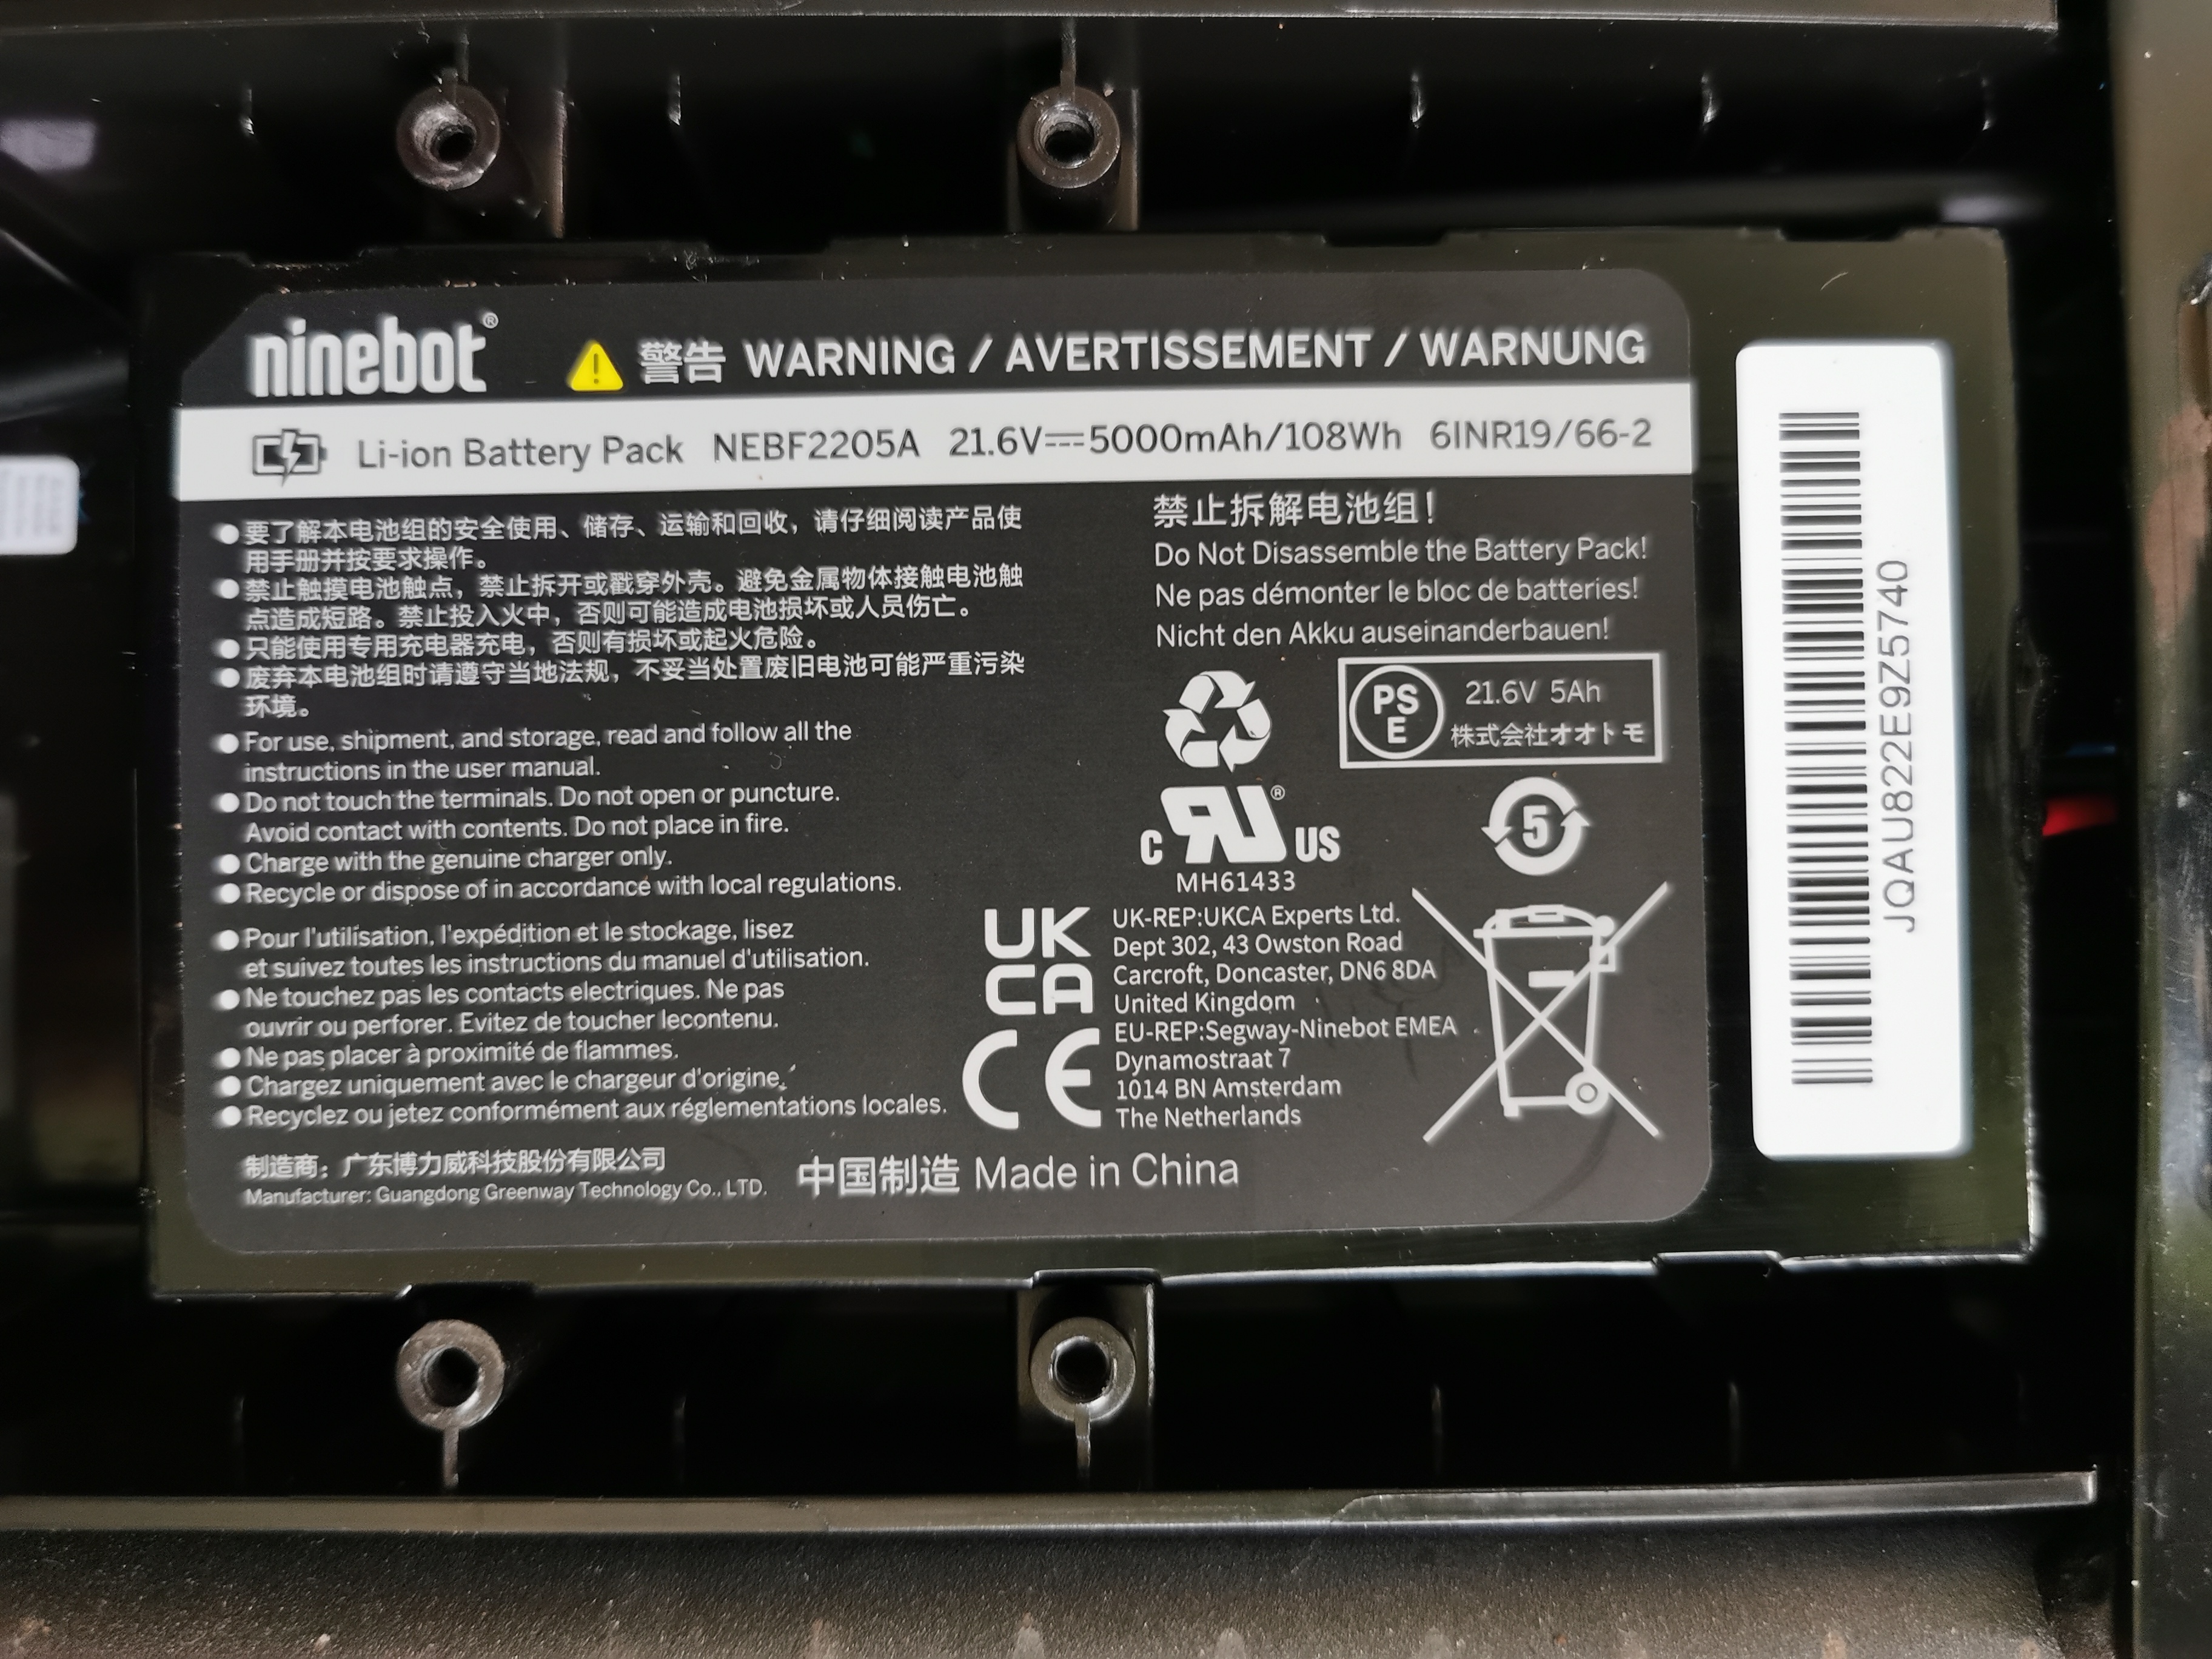 ninebot®
警告 WARNING / AVERTISSEMENT / WARNUNG
Li-ion Battery Pack NEBF2205A 21.6V⎓5000mAh/108Wh 6INR19/66-2
●要了解本电池组的安全使用、储存、运输和回收，请仔细阅读产品使
用手册并按要求操作。
●禁止触摸电池触点，禁止拆开或戳穿外壳。避免金属物体接触电池触
点造成短路。禁止投入火中，否则可能造成电池损坏或人员伤亡。
●只能使用专用充电器充电，否则有损坏或起火危险。
●废弃本电池组时请遵守当地法规，不妥当处置废旧电池可能严重污染
环境。
●For use, shipment, and storage, read and follow all the
instructions in the user manual.
●Do not touch the terminals. Do not open or puncture.
Avoid contact with contents. Do not place in fire.
●Charge with the genuine charger only.
●Recycle or dispose of in accordance with local regulations.
●Pour l'utilisation, l'expédition et le stockage, lisez
et suivez toutes les instructions du manuel d'utilisation.
●Ne touchez pas les contacts electriques. Ne pas
ouvrir ou perforer. Evitez de toucher lecontenu.
●Ne pas placer à proximité de flammes.
●Chargez uniquement avec le chargeur d'origine.
●Recyclez ou jetez conformément aux réglementations locales.
制造商：广东博力威科技股份有限公司
Manufacturer: Guangdong Greenway Technology Co., LTD.
中国制造 Made in China
禁止拆解电池组！
Do Not Disassemble the Battery Pack!
Ne pas démonter le bloc de batteries!
Nicht den Akku auseinanderbauen!
PS
E
21.6V 5Ah
株式会社オオトモ
c RU® US
MH61433
5
UK
CA
CE
UK-REP:UKCA Experts Ltd.
Dept 302, 43 Owston Road
Carcroft, Doncaster, DN6 8DA
United Kingdom
EU-REP:Segway-Ninebot EMEA
Dynamostraat 7
1014 BN Amsterdam
The Netherlands
JQAU822E9Z5740